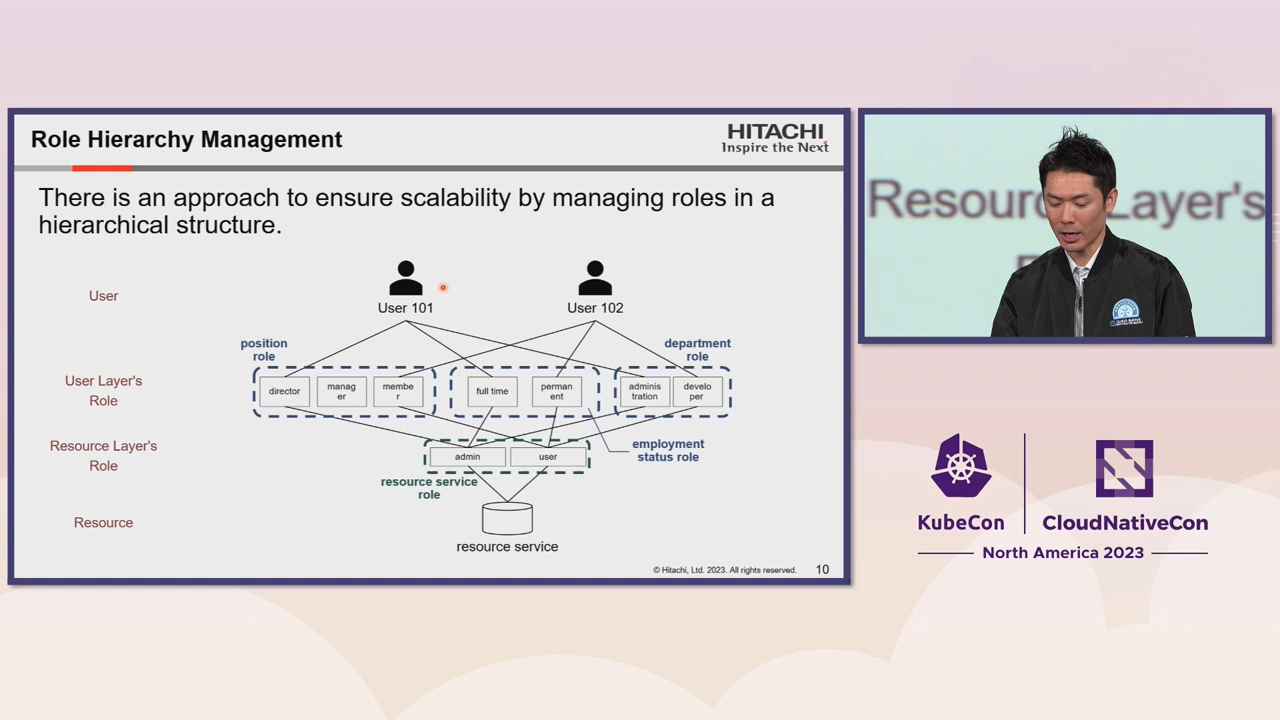 Role Hierarchy Management
HITACHI
Inspire the Next
There is an approach to ensure scalability by managing roles in a
hierarchical structure.
User
User 101
User 102
position
role
department
role
User Layer's
Role
director
manag
er
membe
r
full time
perman
ent
adminis
tration
develo
per
Resource Layer's
Role
admin
user
employment
status role
resource service
role
Resource
resource service
© Hitachi, Ltd. 2023. All rights reserved.
10
Resource Layer's
KubeCon
CloudNativeCon
North America 2023